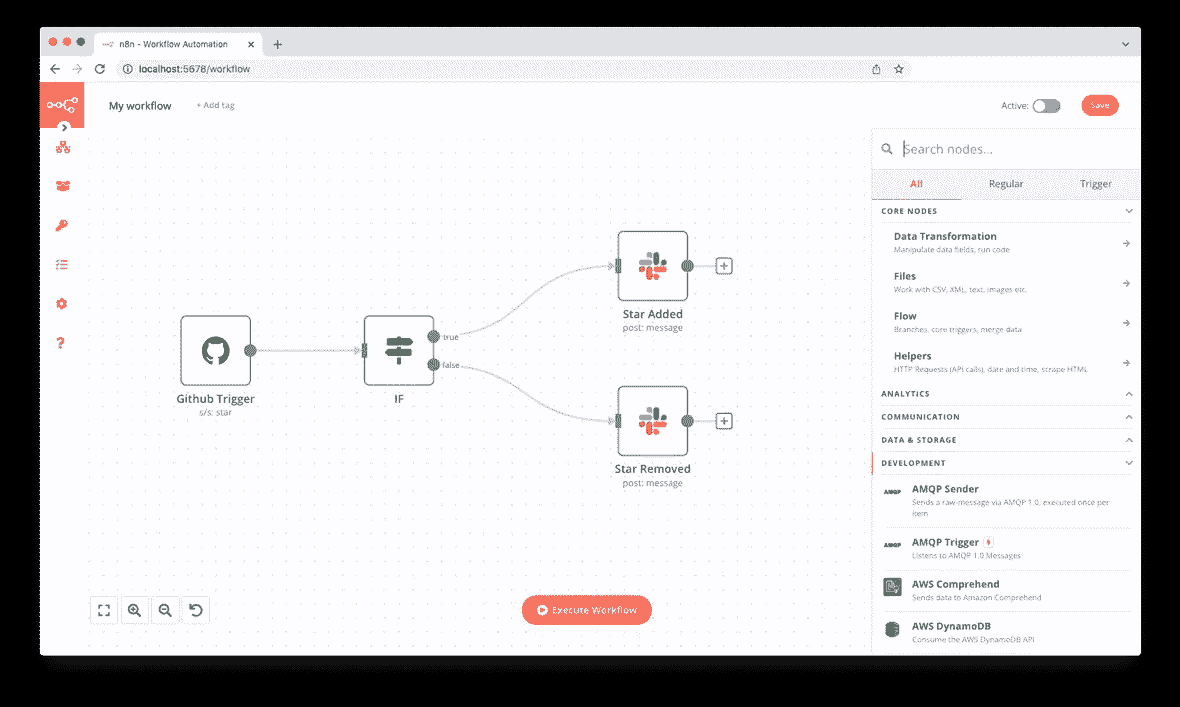 n8n - Workflow Automation
localhost:5678/workflow
My workflow
+ Add tag
Active:
Save
Search nodes...
All
Regular
Trigger
CORE NODES
Data Transformation
Manipulate data fields, run code
Files
Work with CSV, XML, text, images etc.
Flow
Branches, core triggers, merge data
Helpers
HTTP Requests (API calls), date and time, scrape HTML
ANALYTICS
COMMUNICATION
DATA & STORAGE
DEVELOPMENT
AMQP
AMQP Sender
Sends a raw-message via AMQP 1.0, executed once per
item
AMQP
AMQP Trigger
Listens to AMQP 1.0 Messages
AWS Comprehend
Sends data to Amazon Comprehend
AWS DynamoDB
Consume the AWS DynamoDB API
Github Trigger
s/s: star
IF
true
false
Star Added
post: message
Star Removed
post: message
Execute Workflow
?